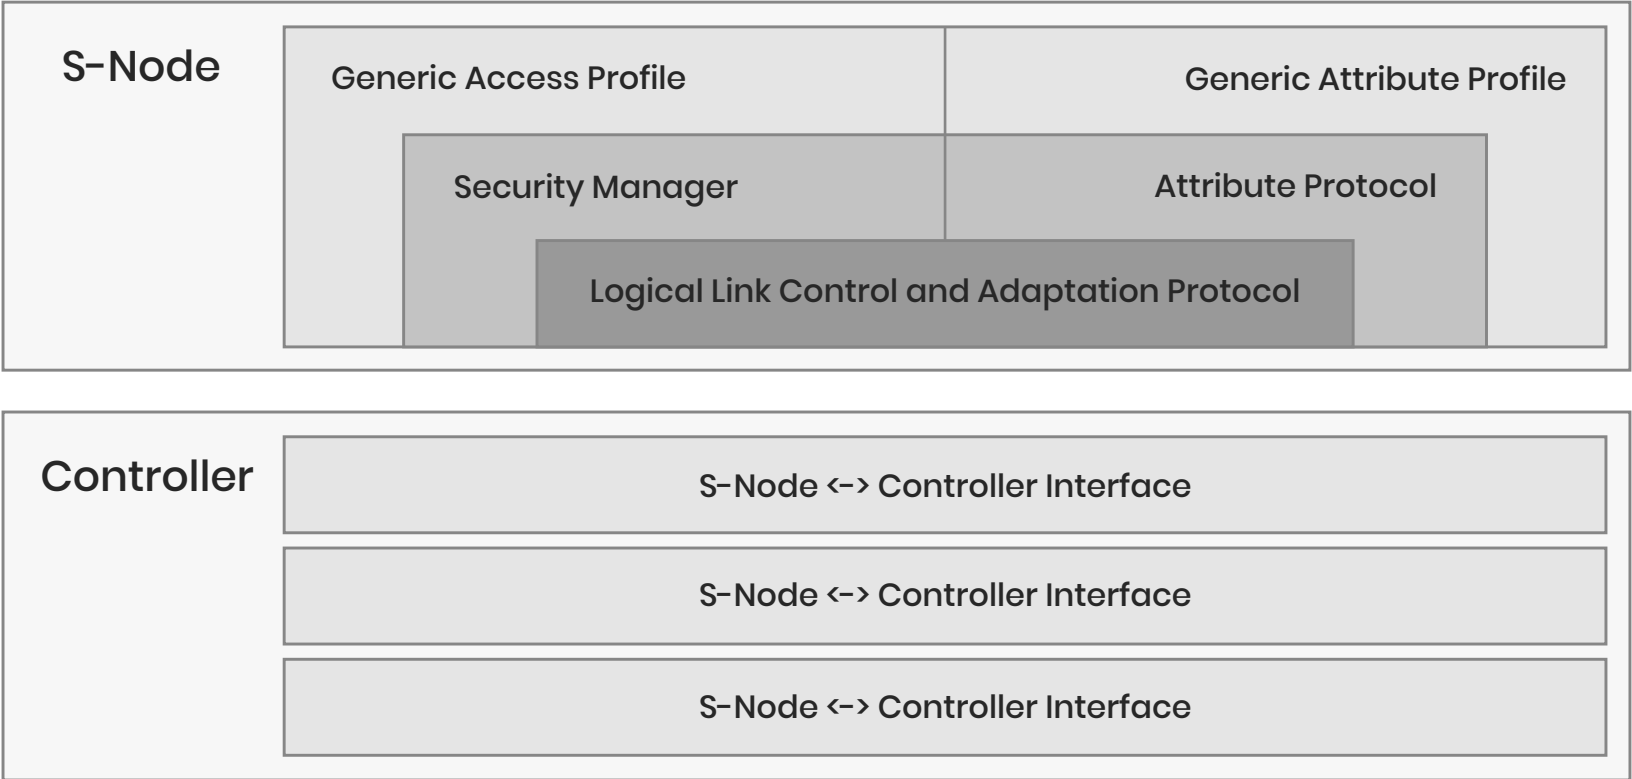 S-Node
Generic Access Profile
Generic Attribute Profile
Security Manager
Attribute Protocol
Logical Link Control and Adaptation Protocol
Controller
S-Node <-> Controller Interface
S-Node <-> Controller Interface
S-Node <-> Controller Interface